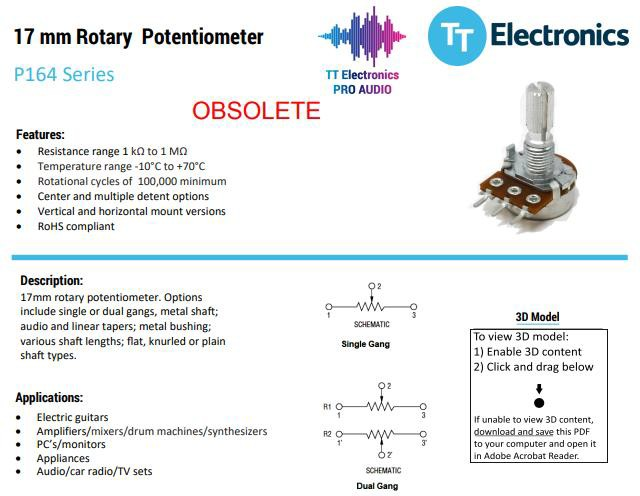 17 mm Rotary Potentiometer
P164 Series
TT Electronics
PRO AUDIO
TT Electronics
OBSOLETE
Features:
• Resistance range 1 kΩ to 1 MΩ
• Temperature range -10°C to +70°C
• Rotational cycles of 100,000 minimum
• Center and multiple detent options
• Vertical and horizontal mount versions
• RoHS compliant
Description:
17mm rotary potentiometer. Options
include single or dual gangs, metal shaft;
audio and linear tapers; metal bushing;
various shaft lengths; flat, knurled or plain
shaft types.
Applications:
• Electric guitars
• Amplifiers/mixers/drum machines/synthesizers
• PC's/monitors
• Appliances
• Audio/car radio/TV sets
2
1 3
SCHEMATIC
Single Gang
2
R1
1 3
R2
1' 3'
2'
SCHEMATIC
Dual Gang
3D Model
To view 3D model:
1) Enable 3D content
2) Click and drag below
If unable to view 3D content,
download and save this PDF
to your computer and open it
in Adobe Acrobat Reader.